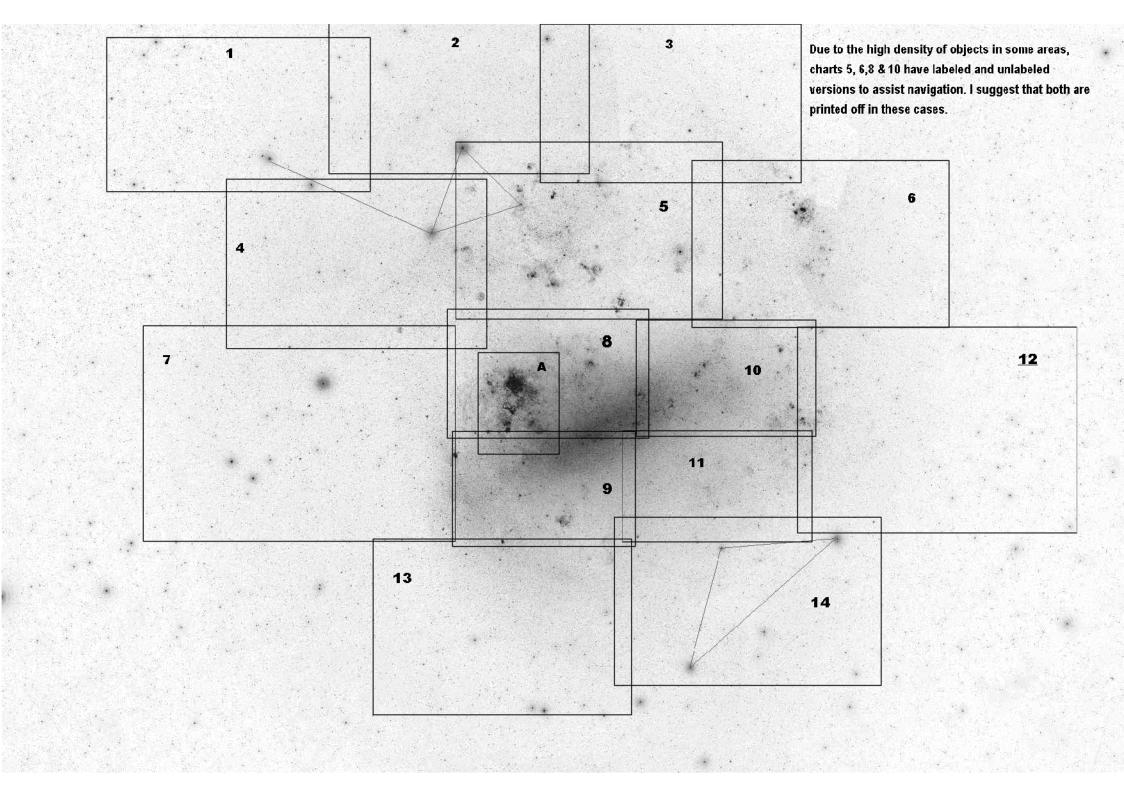 1
2
3
Due to the high density of objects in some areas,
charts 5, 6,8 & 10 have labeled and unlabeled
versions to assist navigation. I suggest that both are
printed off in these cases.
4
5
6
7
8
A
10
12
9
11
13
14